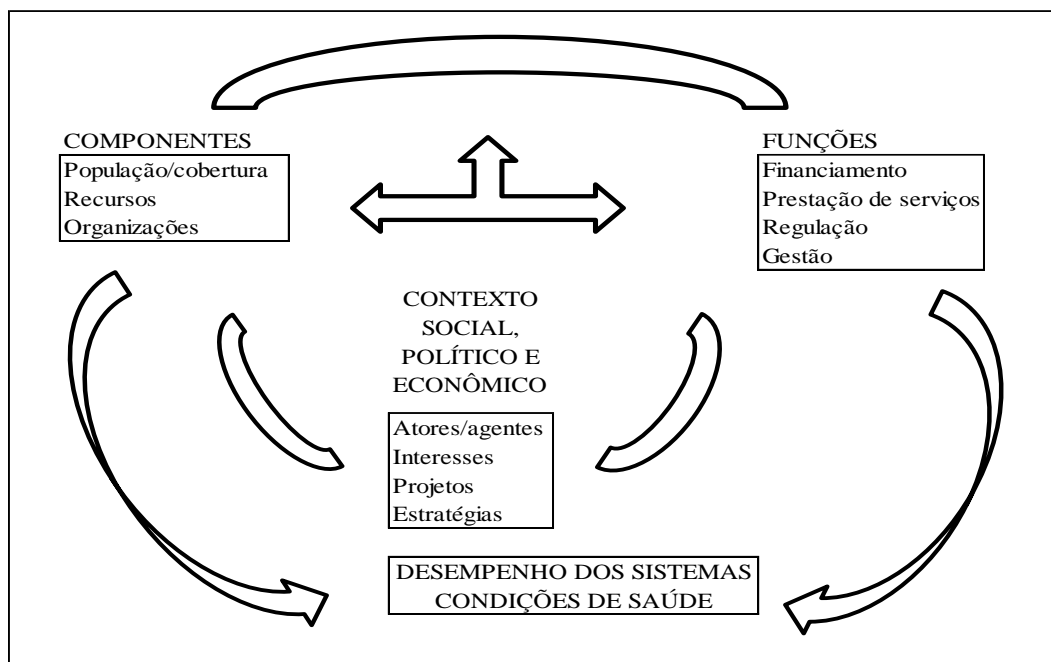 COMPONENTES
População/cobertura
Recursos
Organizações
FUNÇÕES
Financiamento
Prestação de serviços
Regulação
Gestão
CONTEXTO
SOCIAL,
POLÍTICO E
ECONÔMICO
Atores/agentes
Interesses
Projetos
Estratégias
DESEMPENHO DOS SISTEMAS
CONDIÇÕES DE SAÚDE